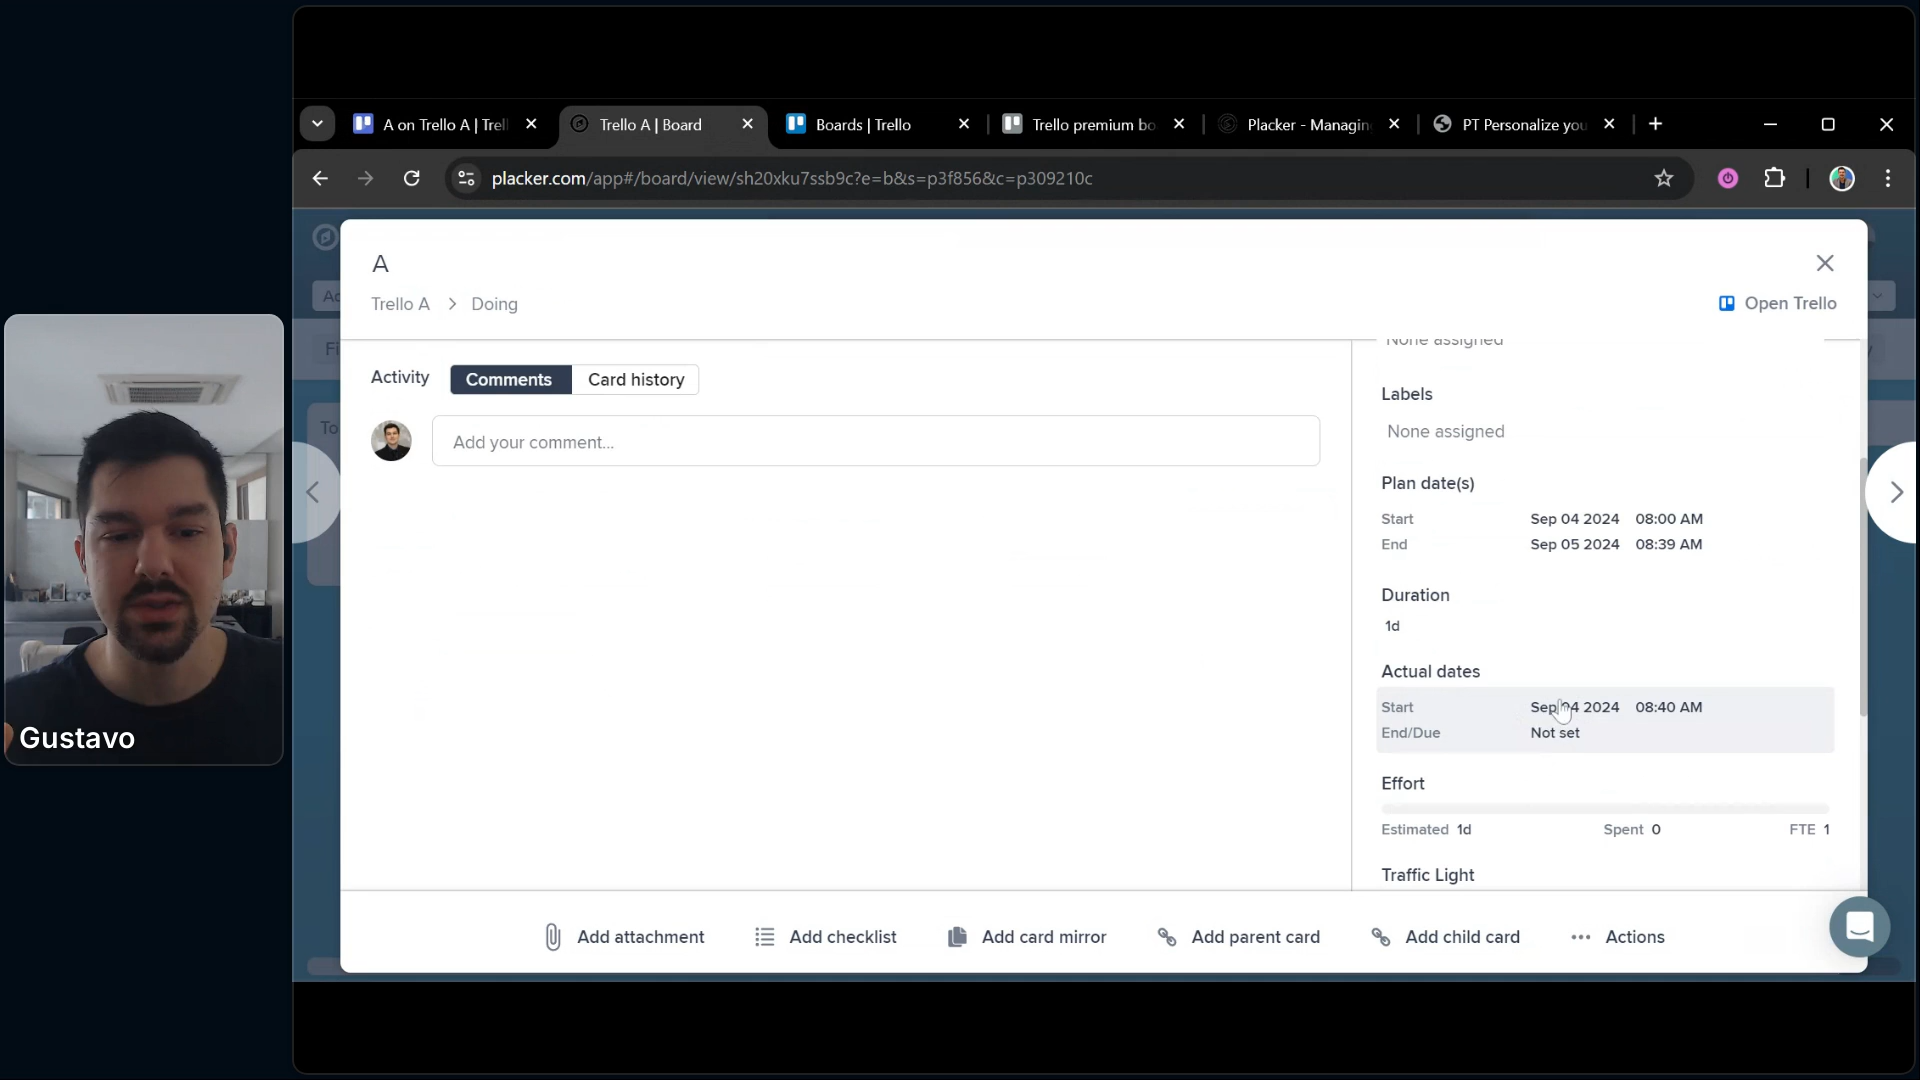 A on Trello A | Trel
Trello A | Board
Boards | Trello
Trello premium bo
Placker - Managin
PT Personalize you
placker.com/app#/board/view/sh20xku7ssb9c?e=b&s=p3f856&c=p309210c
A
Trello A > Doing
Open Trello
Activity
Comments
Card history
Add your comment...
None assigned
Labels
None assigned
Plan date(s)
Start Sep 04 2024 08:00 AM
End Sep 05 2024 08:39 AM
Duration
1d
Actual dates
Start Sep 04 2024 08:40 AM
End/Due Not set
Effort
Estimated 1d Spent 0 FTE 1
Traffic Light
Add attachment
Add checklist
Add card mirror
Add parent card
Add child card
Actions
Gustavo